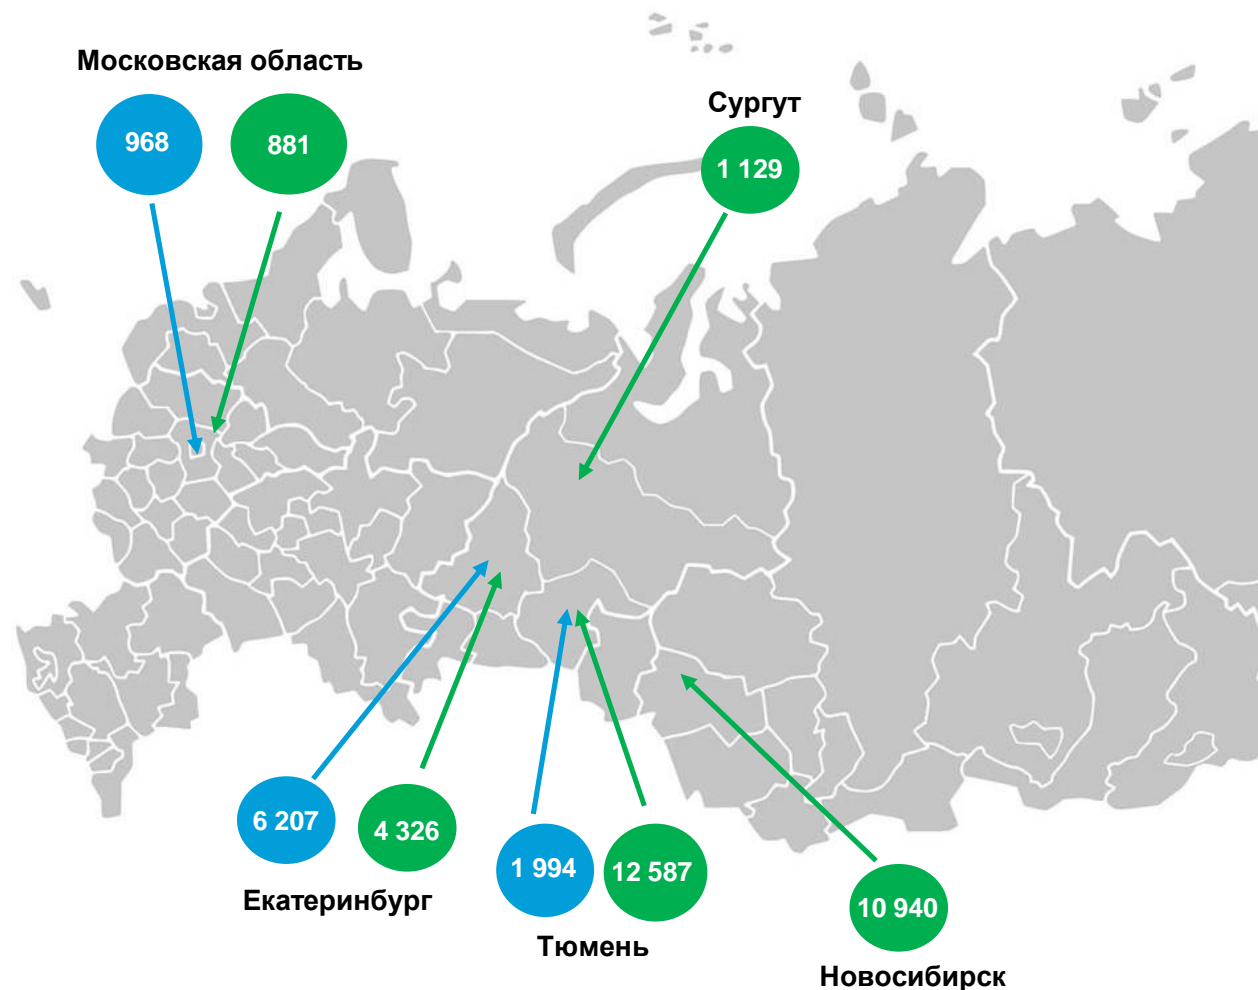 Московская область
968
881
Сургут
1 129
6 207
4 326
Екатеринбург
1 994
12 587
Тюмень
10 940
Новосибирск